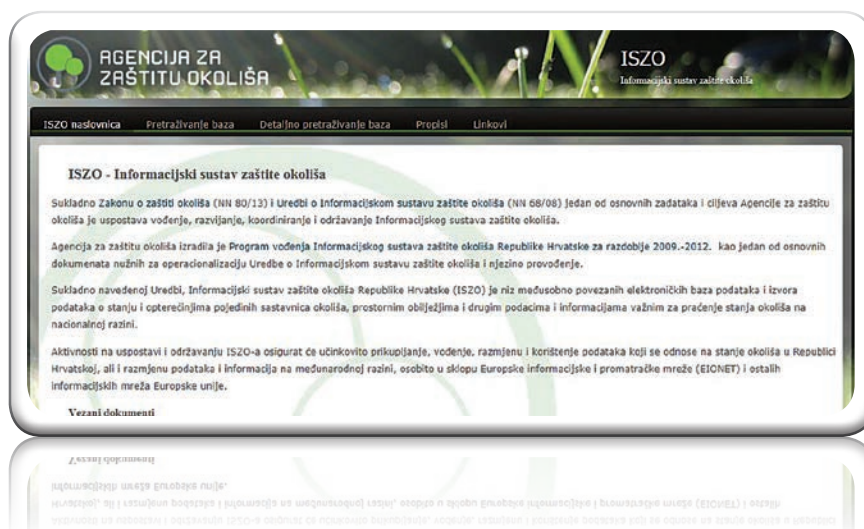 AGENCIJA ZA
ZAŠTITU OKOLIŠA
ISZO
Informacijski sustav zaštite okoliša
ISZO naslovnica Pretraživanje baza Detaljno pretraživanje baza Propisi Linkovi
ISZO - Informacijski sustav zaštite okoliša
Sukladno Zakonu o zaštiti okoliša (NN 80/13) i Uredbi o Informacijskom sustavu zaštite okoliša (NN 68/08) jedan od osnovnih zadataka i ciljeva Agencije za zaštitu
okoliša je uspostava vođenje, razvijanje, koordiniranje i održavanje Informacijskog sustava zaštite okoliša.
Agencija za zaštitu okoliša izradila je Program vođenja Informacijskog sustava zaštite okoliša Republike Hrvatske za razdoblje 2009.-2012. kao jedan od osnovnih
dokumenata nužnih za operacionalizaciju Uredbe o Informacijskom sustavu zaštite okoliša i njezino provođenje.
Sukladno navedenoj Uredbi, Informacijski sustav zaštite okoliša Republike Hrvatske (ISZO) je niz međusobno povezanih elektroničkih baza podataka i izvora
podataka o stanju i opterećenjima pojedinih sastavnica okoliša, prostornim obilježjima i drugim podacima i informacijama važnim za praćenje stanja okoliša na
nacionalnoj razini.
Aktivnosti na uspostavi i održavanju ISZO-a osigurat će učinkovito prikupljanje, vođenje, razmjenu i korištenje podataka koji se odnose na stanje okoliša u Republici
Hrvatskoj, ali i razmjenu podataka i informacija na međunarodnoj razini, osobito u sklopu Europske informacijske i promatračke mreže (EIONET) i ostalih
informacijskih mreža Europske unije.
Vezani dokumenti